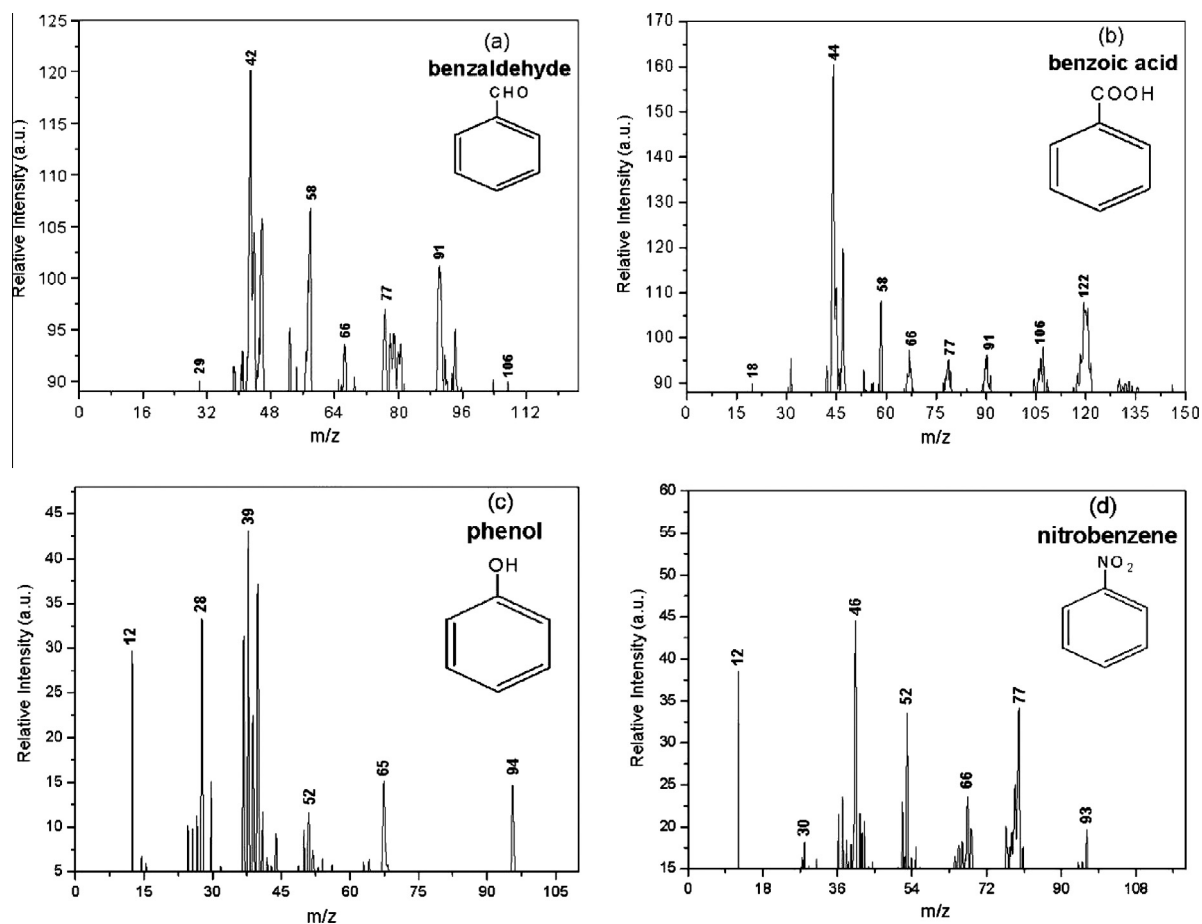 (a)
benzaldehyde
CHO
125
120
115
110
105
100
95
90
Relative Intensity (a.u.)
42
58
91
77
66
29
106
0 16 32 48 64 80 96 112
m/z
(b)
benzoic acid
COOH
170
160
150
140
130
120
110
100
90
Relative Intensity (a.u.)
44
58
122
66
77
91
106
18
0 15 30 45 60 75 90 105 120 135 150
m/z
(c)
phenol
OH
45
40
35
30
25
20
15
10
5
Relative Intensity (a.u.)
39
28
12
52
65
94
0 15 30 45 60 75 90 105
m/z
(d)
nitrobenzene
NO2
60
55
50
45
40
35
30
25
20
15
Relative Intensity (a.u.)
46
12
52
77
66
30
93
0 18 36 54 72 90 108
m/z